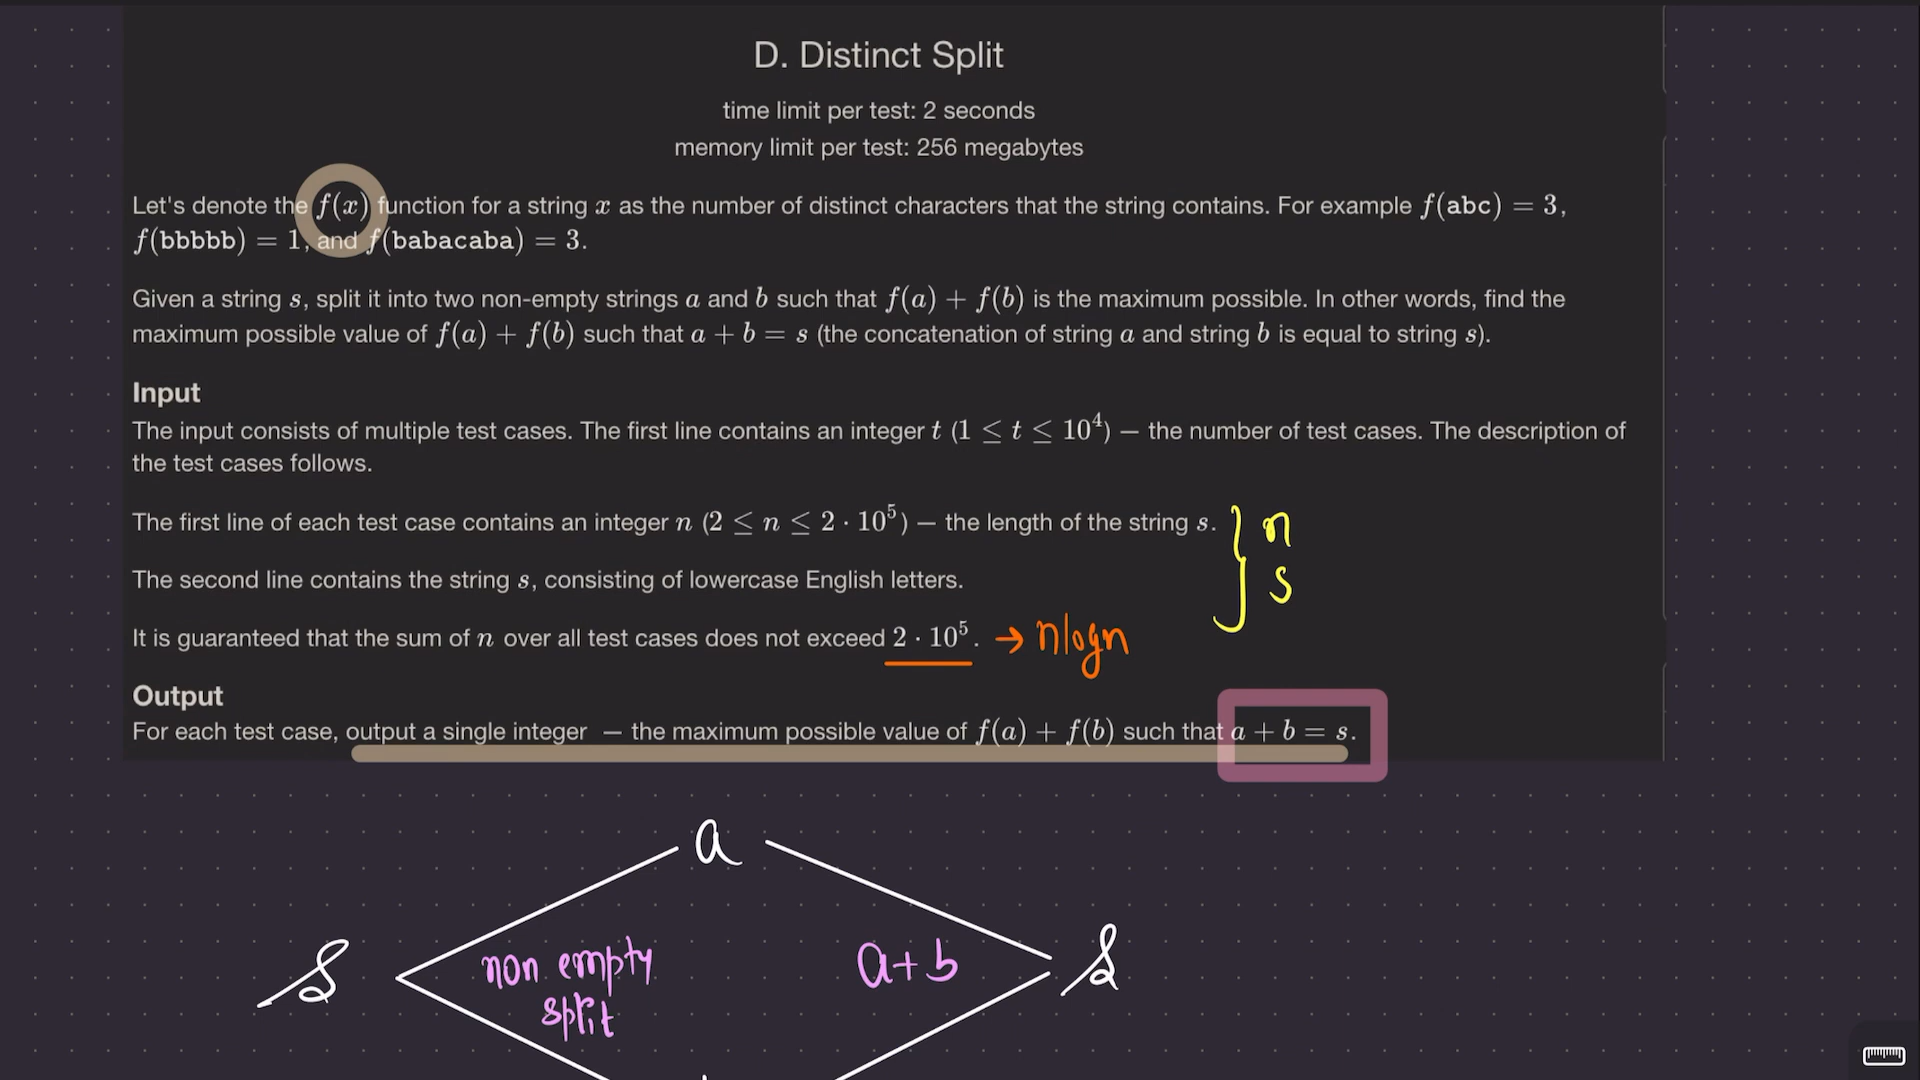 D. Distinct Split
time limit per test: 2 seconds
memory limit per test: 256 megabytes
Let's denote the f(x) function for a string x as the number of distinct characters that the string contains. For example f(abc) = 3,
f(bbbbb) = 1, and f(babacaba) = 3.
Given a string s, split it into two non-empty strings a and b such that f(a) + f(b) is the maximum possible. In other words, find the
maximum possible value of f(a) + f(b) such that a + b = s (the concatenation of string a and string b is equal to string s).
Input
The input consists of multiple test cases. The first line contains an integer t (1 ≤ t ≤ 10⁴) — the number of test cases. The description of
the test cases follows.
The first line of each test case contains an integer n (2 ≤ n ≤ 2 · 10⁵) — the length of the string s. } n
The second line contains the string s, consisting of lowercase English letters. s
It is guaranteed that the sum of n over all test cases does not exceed 2 · 10⁵. → nlogn
Output
For each test case, output a single integer — the maximum possible value of f(a) + f(b) such that a + b = s.
a
S non empty a+b S
split